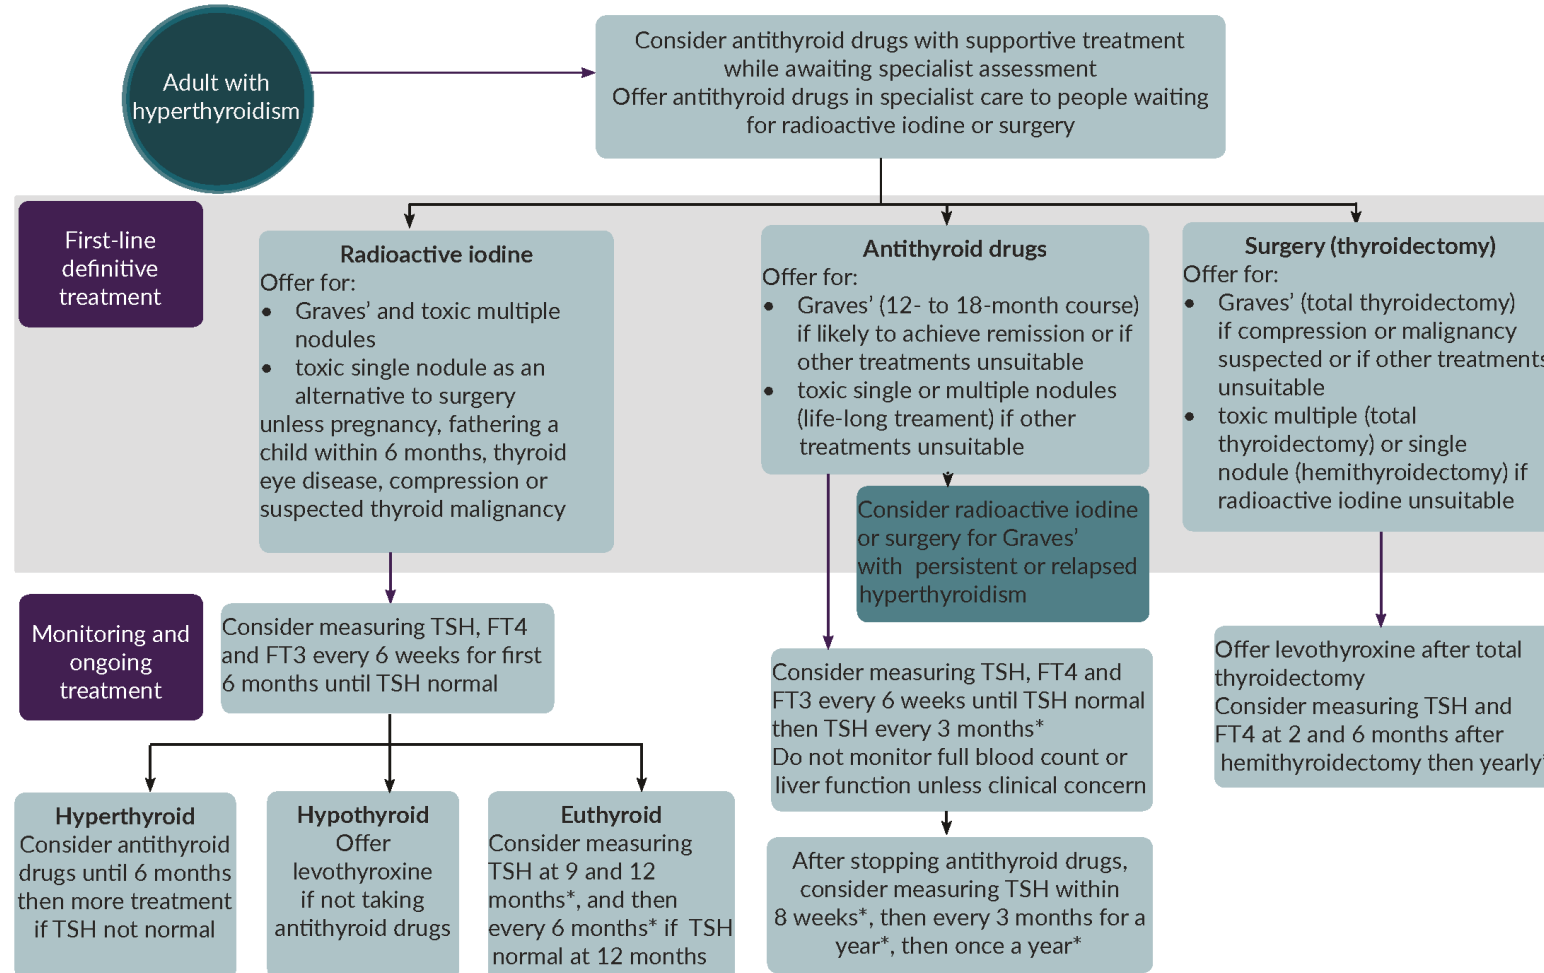 Adult with
hyperthyroidism
Consider antithyroid drugs with supportive treatment
while awaiting specialist assessment
Offer antithyroid drugs in specialist care to people waiting
for radioactive iodine or surgery
First-line
definitive
treatment
Radioactive iodine
Offer for:
• Graves’ and toxic multiple
nodules
• toxic single nodule as an
alternative to surgery
unless pregnancy, fathering a
child within 6 months, thyroid
eye disease, compression or
suspected thyroid malignancy
Antithyroid drugs
Offer for:
• Graves’ (12- to 18-month course)
if likely to achieve remission or if
other treatments unsuitable
• toxic single or multiple nodules
(life-long treament) if other
treatments unsuitable
Consider radioactive iodine
or surgery for Graves’
with persistent or relapsed
hyperthyroidism
Surgery (thyroidectomy)
Offer for:
• Graves’ (total thyroidectomy)
if compression or malignancy
suspected or if other treatments
unsuitable
• toxic multiple (total
thyroidectomy) or single
nodule (hemithyroidectomy) if
radioactive iodine unsuitable
Monitoring and
ongoing
treatment
Consider measuring TSH, FT4
and FT3 every 6 weeks for first
6 months until TSH normal
Hyperthyroid
Consider antithyroid
drugs until 6 months
then more treatment
if TSH not normal
Hypothyroid
Offer
levothyroxine
if not taking
antithyroid drugs
Euthyroid
Consider measuring
TSH at 9 and 12
months*, and then
every 6 months* if TSH
normal at 12 months
Consider measuring TSH, FT4 and
FT3 every 6 weeks until TSH normal
then TSH every 3 months*
Do not monitor full blood count or
liver function unless clinical concern
After stopping antithyroid drugs,
consider measuring TSH within
8 weeks*, then every 3 months for a
year*, then once a year*
Offer levothyroxine after total
thyroidectomy
Consider measuring TSH and
FT4 at 2 and 6 months after
hemithyroidectomy then yearly*